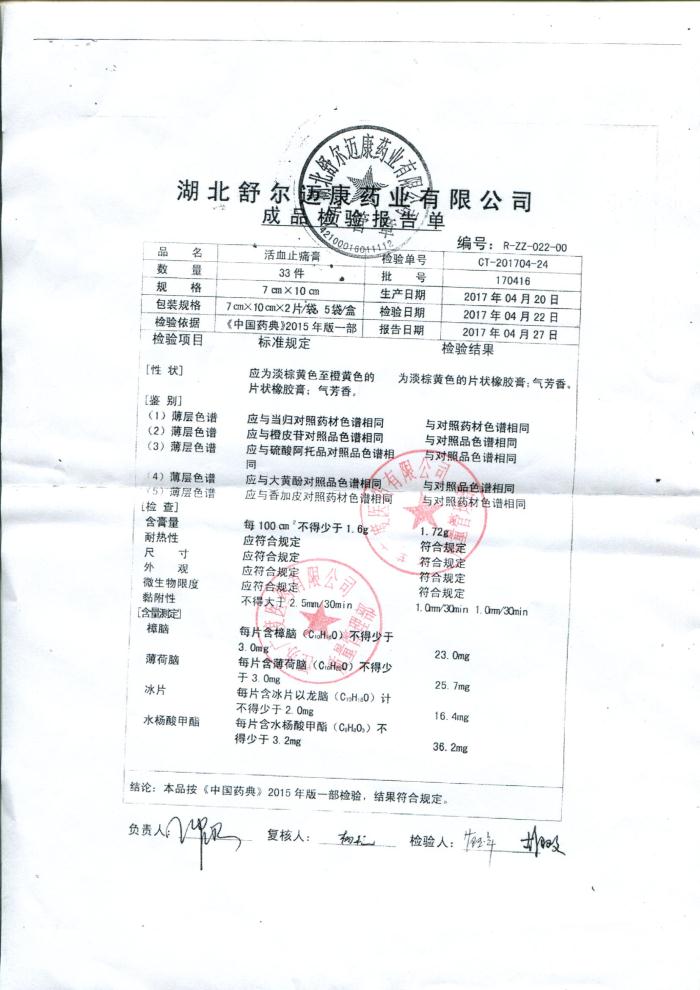 湖北舒尔迈康药业有限公司
成品检验报告单
编号：R-ZZ-022-00
品 名 活血止痛膏 检验单号 CT-201704-24
数 量 33件 批 号 170416
规 格 7㎝×10㎝ 生产日期 2017年04月20日
包装规格 7㎝×10㎝×2片/袋，5袋/盒 检验日期 2017年04月22日
检验依据 《中国药典》2015年版一部 报告日期 2017年04月27日
检验项目 标准规定 检验结果
[性 状] 应为淡棕黄色至橙黄色的 为淡棕黄色的片状橡胶膏；气芳香。
片状橡胶膏；气芳香。
[鉴 别]
(1) 薄层色谱 应与当归对照药材色谱相同 与对照药材色谱相同
(2) 薄层色谱 应与橙皮苷对照品色谱相同 与对照品色谱相同
(3) 薄层色谱 应与硫酸阿托品对照品色谱相 与对照品色谱相同
同
(4) 薄层色谱 应与大黄酚对照品色谱相同 与对照品色谱相同
(5) 薄层色谱 应与香加皮对照药材色谱相同 与对照药材色谱相同
[检 查]
含膏量 每100㎝²不得少于1.6g 1.72g
耐热性 应符合规定 符合规定
尺 寸 应符合规定 符合规定
外 观 应符合规定 符合规定
微生物限度 应符合规定 符合规定
黏附性 不得大于2.5mm/30min 1.0mm/30min 1.0mm/30min
[含量测定]
樟脑 每片含樟脑（C₁₀H₁₆O）不得少于 23.0mg
3.0mg
薄荷脑 每片含薄荷脑（C₁₀H₂₀O）不得少 25.7mg
于3.0mg
冰片 每片含冰片以龙脑（C₁₀H₁₈O）计 16.4mg
不得少于2.0mg
水杨酸甲酯 每片含水杨酸甲酯（C₈H₈O₃）不 36.2mg
得少于3.2mg
结论：本品按《中国药典》2015年版一部检验，结果符合规定。
负责人： 复核人： 检验人：